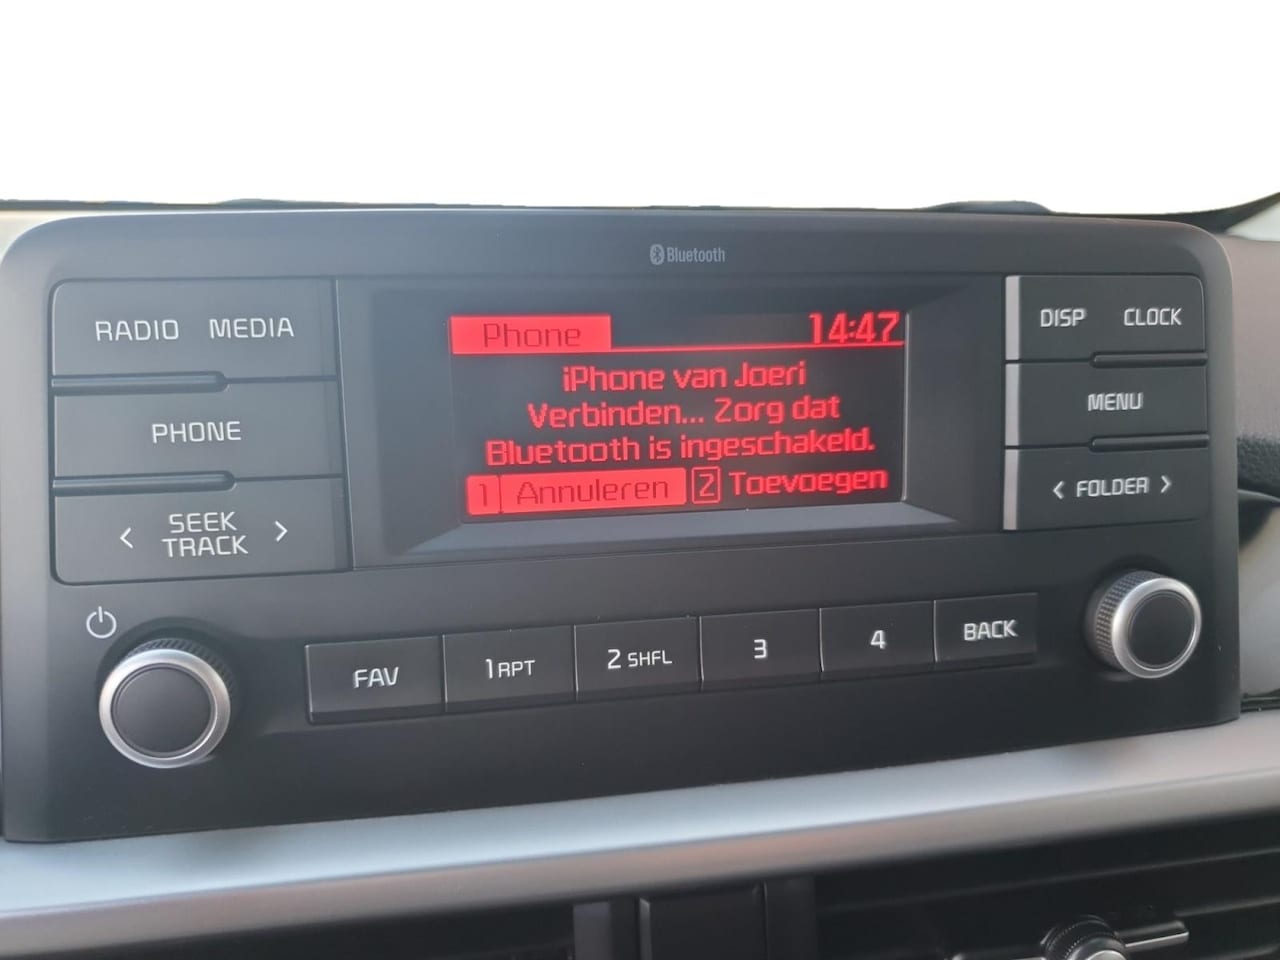 Bluetooth
RADIO MEDIA
PHONE
< SEEK TRACK >
Phone 14:47
iPhone van Joeri
Verbinden... Zorg dat
Bluetooth is ingeschakeld.
1 Annuleren 2 Toevoegen
DISP CLOCK
MENU
< FOLDER >
FAV 1 RPT 2 SHFL 3 4 BACK